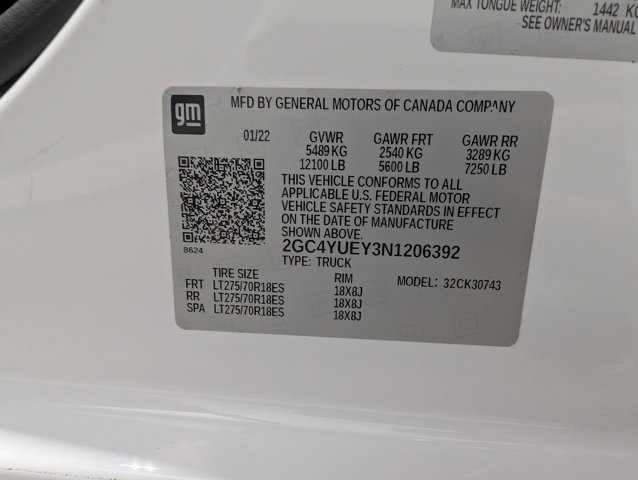 MAX TONGUE WEIGHT: 1442 KG
SEE OWNER'S MANUAL
gm
gm
MFD BY GENERAL MOTORS OF CANADA COMPANY
01/22 GVWR GAWR FRT GAWR RR
5489 KG 2540 KG 3289 KG
12100 LB 5600 LB 7250 LB
THIS VEHICLE CONFORMS TO ALL
APPLICABLE U.S. FEDERAL MOTOR
VEHICLE SAFETY STANDARDS IN EFFECT
ON THE DATE OF MANUFACTURE
SHOWN ABOVE.
8624 2GC4YUEY3N1206392
TYPE: TRUCK
TIRE SIZE RIM MODEL: 32CK30743
FRT LT275/70R18ES 18X8J
RR LT275/70R18ES 18X8J
SPA LT275/70R18ES 18X8J